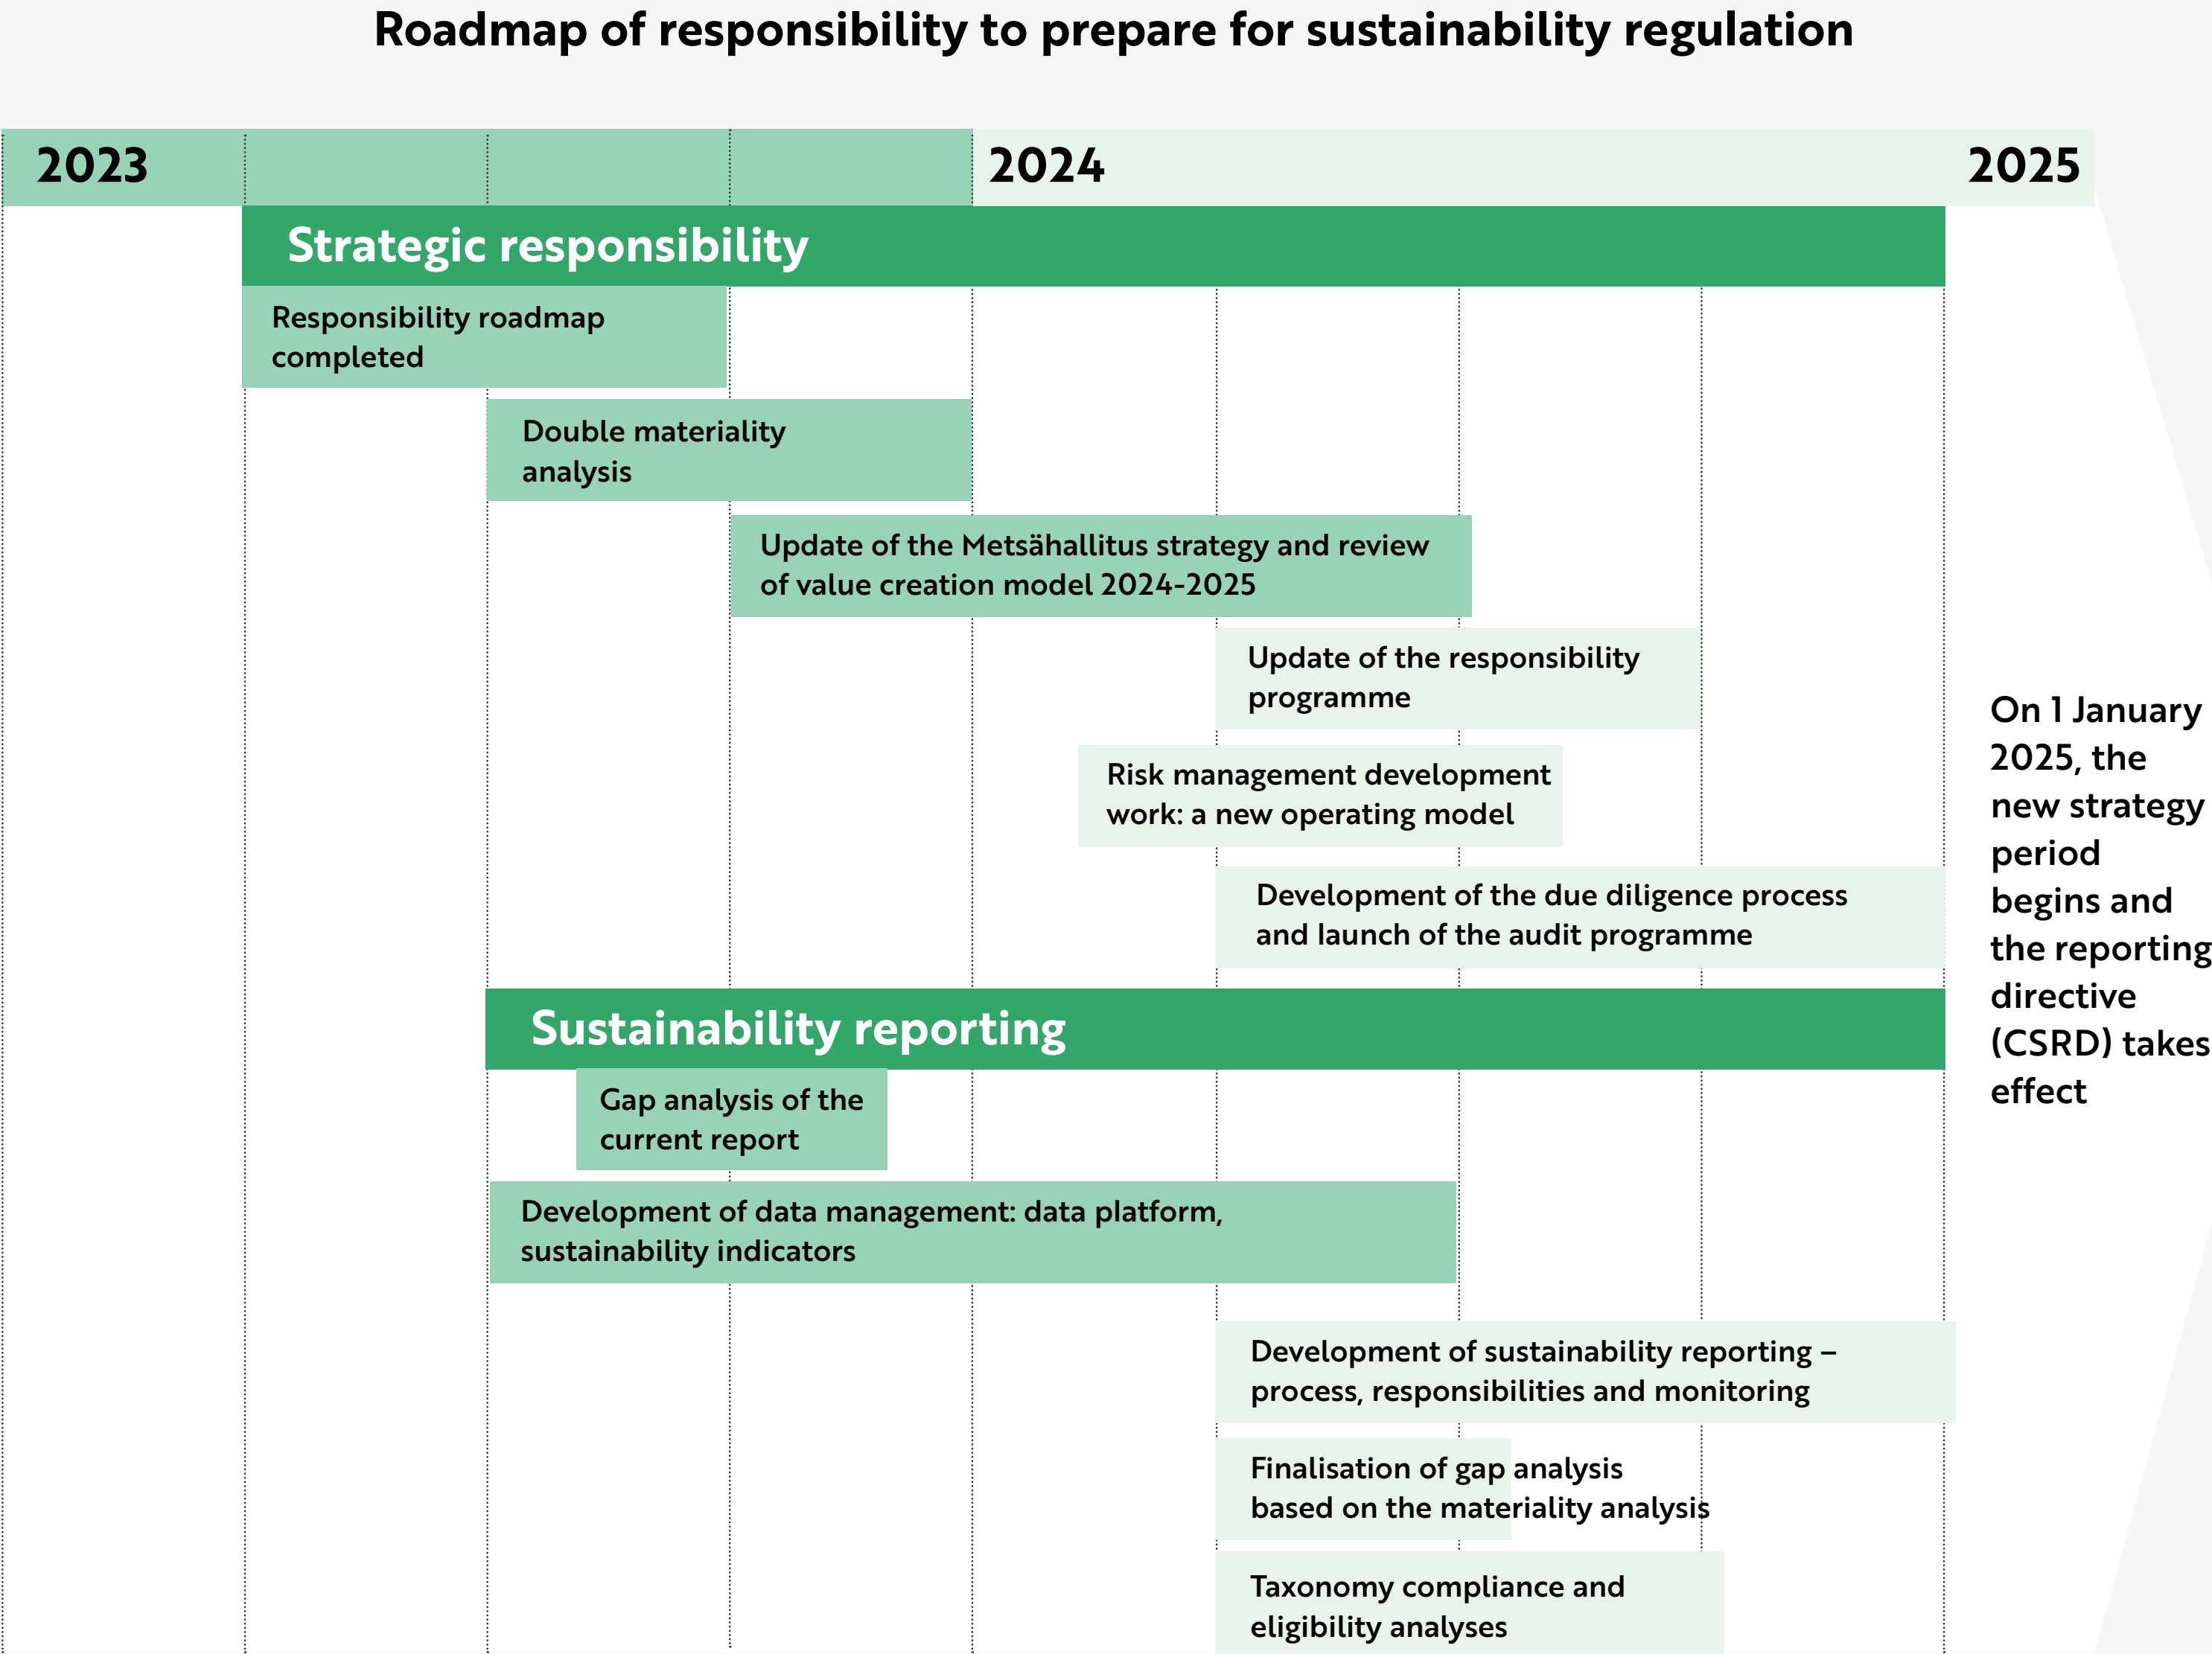 Roadmap of responsibility to prepare for sustainability regulation
2023
2024
2025
Strategic responsibility
Responsibility roadmap
completed
Double materiality
analysis
Update of the Metsähallitus strategy and review
of value creation model 2024-2025
Update of the responsibility
programme
Risk management development
work: a new operating model
Development of the due diligence process
and launch of the audit programme
Sustainability reporting
Gap analysis of the
current report
Development of data management: data platform,
sustainability indicators
Development of sustainability reporting –
process, responsibilities and monitoring
Finalisation of gap analysis
based on the materiality analysis
Taxonomy compliance and
eligibility analyses
On 1 January
2025, the
new strategy
period
begins and
the reporting
directive
(CSRD) takes
effect